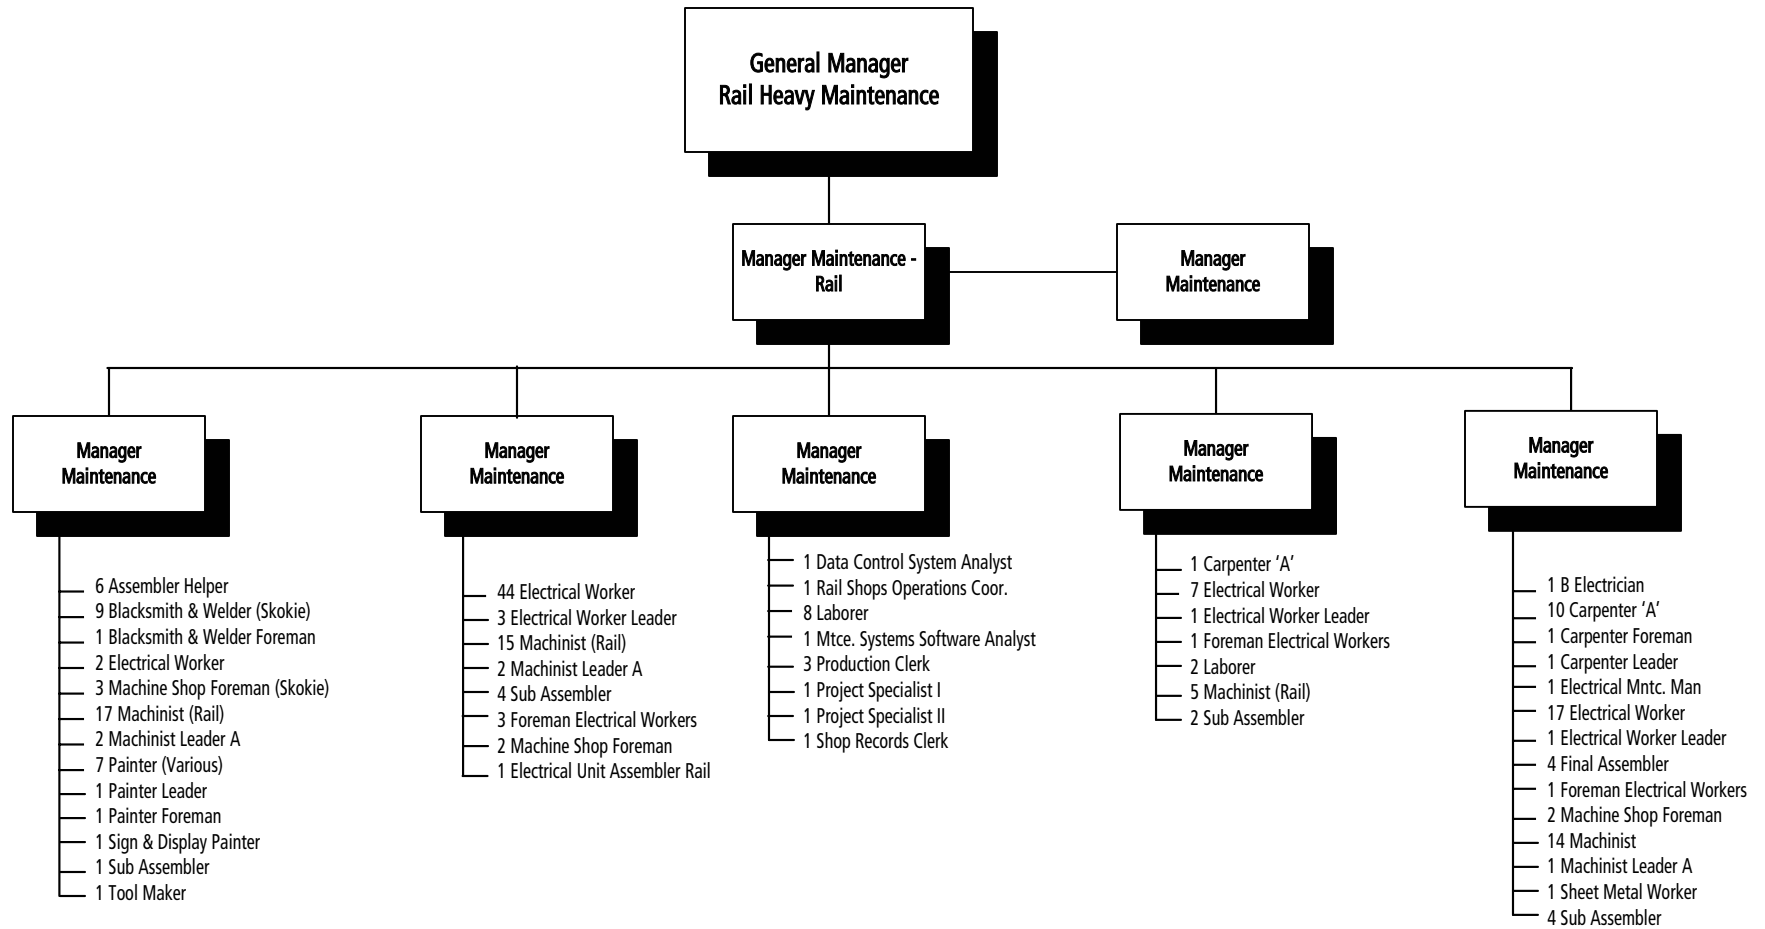 General Manager
Rail Heavy Maintenance
Manager Maintenance -
Rail
Manager
Maintenance
Manager
Maintenance
6 Assembler Helper
9 Blacksmith & Welder (Skokie)
1 Blacksmith & Welder Foreman
2 Electrical Worker
3 Machine Shop Foreman (Skokie)
17 Machinist (Rail)
2 Machinist Leader A
7 Painter (Various)
1 Painter Leader
1 Painter Foreman
1 Sign & Display Painter
1 Sub Assembler
1 Tool Maker
Manager
Maintenance
44 Electrical Worker
3 Electrical Worker Leader
15 Machinist (Rail)
2 Machinist Leader A
4 Sub Assembler
3 Foreman Electrical Workers
2 Machine Shop Foreman
1 Electrical Unit Assembler Rail
Manager
Maintenance
1 Data Control System Analyst
1 Rail Shops Operations Coor.
8 Laborer
1 Mtce. Systems Software Analyst
3 Production Clerk
1 Project Specialist I
1 Project Specialist II
1 Shop Records Clerk
Manager
Maintenance
1 Carpenter ‘A’
7 Electrical Worker
1 Electrical Worker Leader
1 Foreman Electrical Workers
2 Laborer
5 Machinist (Rail)
2 Sub Assembler
Manager
Maintenance
1 B Electrician
10 Carpenter ‘A’
1 Carpenter Foreman
1 Carpenter Leader
1 Electrical Mntc. Man
17 Electrical Worker
1 Electrical Worker Leader
4 Final Assembler
1 Foreman Electrical Workers
2 Machine Shop Foreman
14 Machinist
1 Machinist Leader A
1 Sheet Metal Worker
4 Sub Assembler